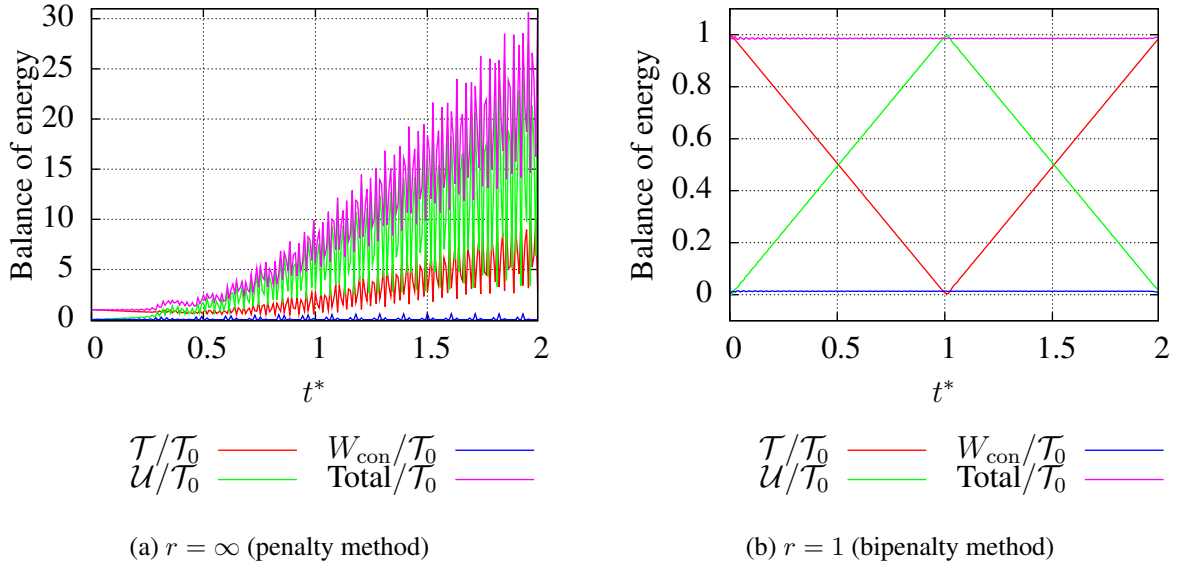 Balance of energy
30
25
20
15
10
5
0
0 0.5 1 1.5 2
t*
𝒯/𝒯₀ W_con/𝒯₀
𝒰/𝒯₀ Total/𝒯₀
(a) r = ∞ (penalty method)
Balance of energy
1
0.8
0.6
0.4
0.2
0
0 0.5 1 1.5 2
t*
𝒯/𝒯₀ W_con/𝒯₀
𝒰/𝒯₀ Total/𝒯₀
(b) r = 1 (bipenalty method)